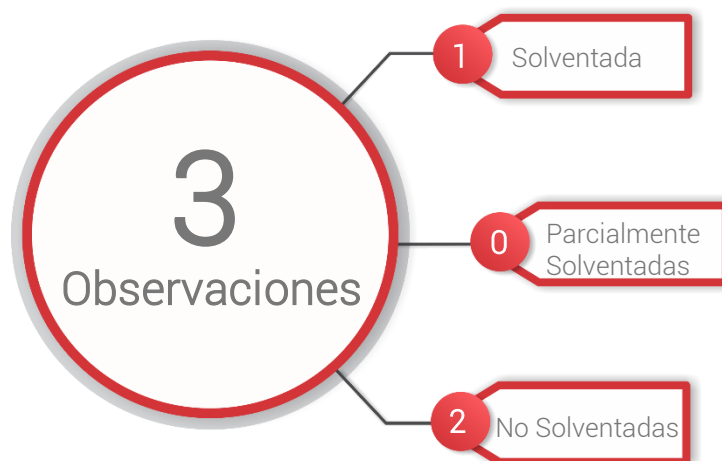 3
Observaciones
1
Solventada
0
Parcialmente
Solventadas
2
No Solventadas